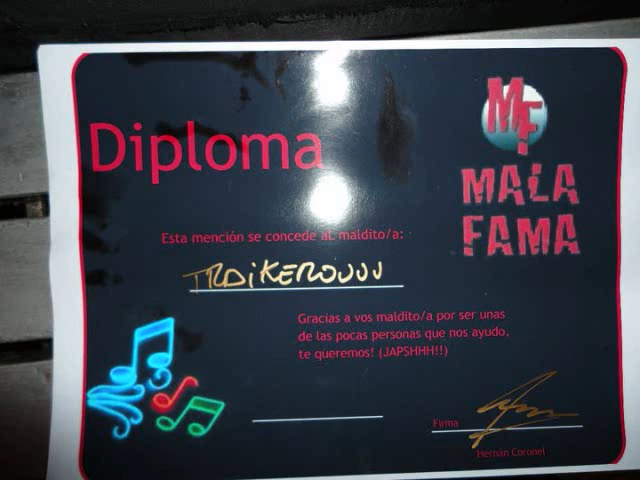 Diploma
MF
MALA
FAMA
Esta mención se concede al maldito/a:
TRAiKEROUUU
Gracias a vos maldito/a por ser unas
de las pocas personas que nos ayudo,
te queremos! (JAPSHHH!!)
Firma
Hernán Coronel